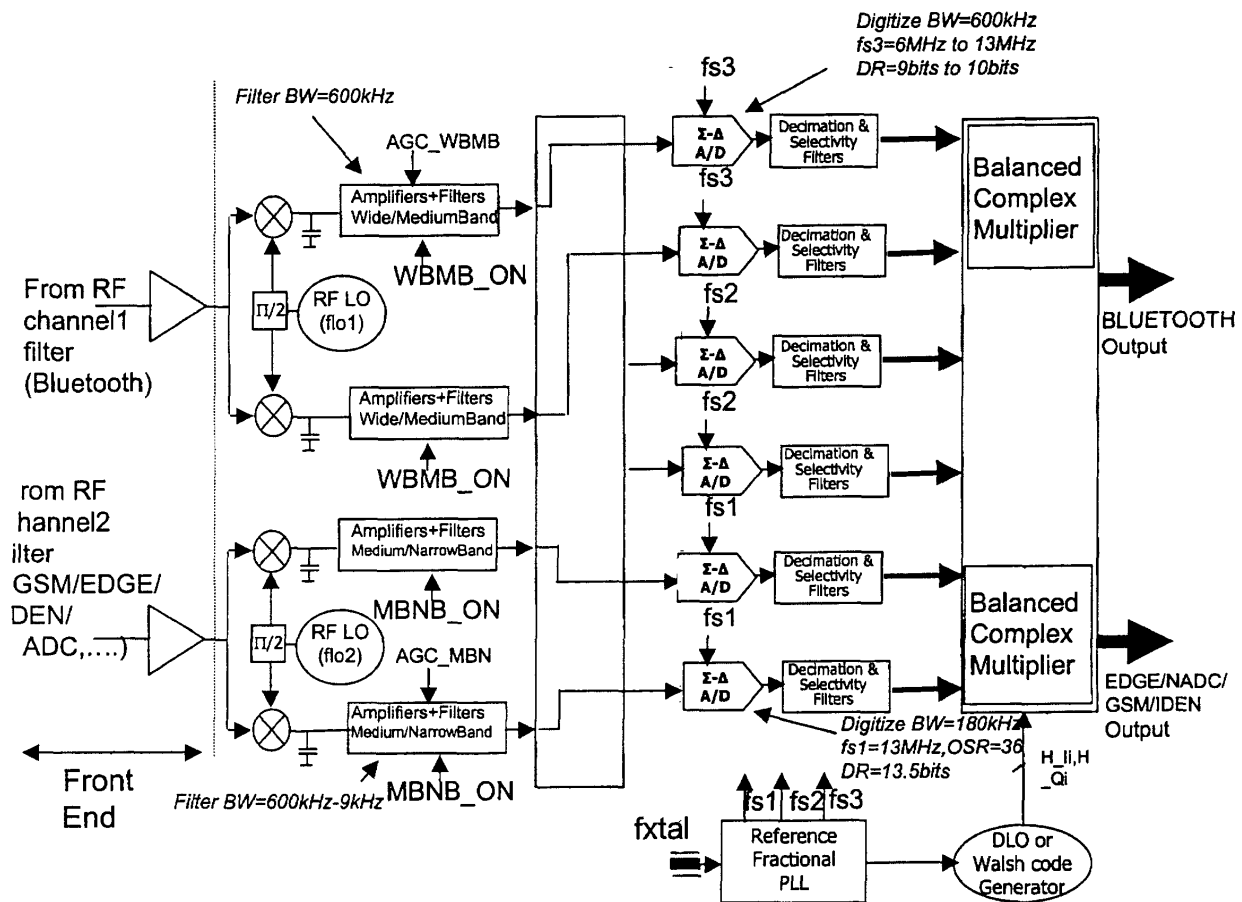 Digitize BW=600kHz
fs3=6MHz to 13MHz
DR=9bits to 10bits
fs3
Filter BW=600kHz
AGC_WBMB
Σ-Δ
A/D
Decimation &
Selectivity
Filters
Balanced
Complex
Multiplier
Amplifiers+Filters
Wide/MediumBand
fs3
WBMB_ON
Σ-Δ
A/D
Decimation &
Selectivity
Filters
From RF
channel1
filter
(Bluetooth)
Π/2
RF LO
(flo1)
fs2
BLUETOOTH
Output
Σ-Δ
A/D
Decimation &
Selectivity
Filters
Amplifiers+Filters
Wide/MediumBand
fs2
WBMB_ON
Σ-Δ
A/D
Decimation &
Selectivity
Filters
rom RF
hannel2
ilter
GSM/EDGE/
DEN/
ADC,....)
fs1
Amplifiers+Filters
Medium/NarrowBand
Σ-Δ
A/D
Decimation &
Selectivity
Filters
Balanced
Complex
Multiplier
MBNB_ON
Π/2
RF LO
(flo2)
fs1
AGC_MBN
Σ-Δ
A/D
Decimation &
Selectivity
Filters
EDGE/NADC/
GSM/IDEN
Output
Amplifiers+Filters
Medium/NarrowBand
Digitize BW=180kHz
fs1=13MHz,OSR=36
DR=13.5bits
Front
End
Filter BW=600kHz-9kHz
MBNB_ON
H_Ii,H
_Qi
fs1
fs2
fs3
fxtal
Reference
Fractional
PLL
DLO or
Walsh code
Generator